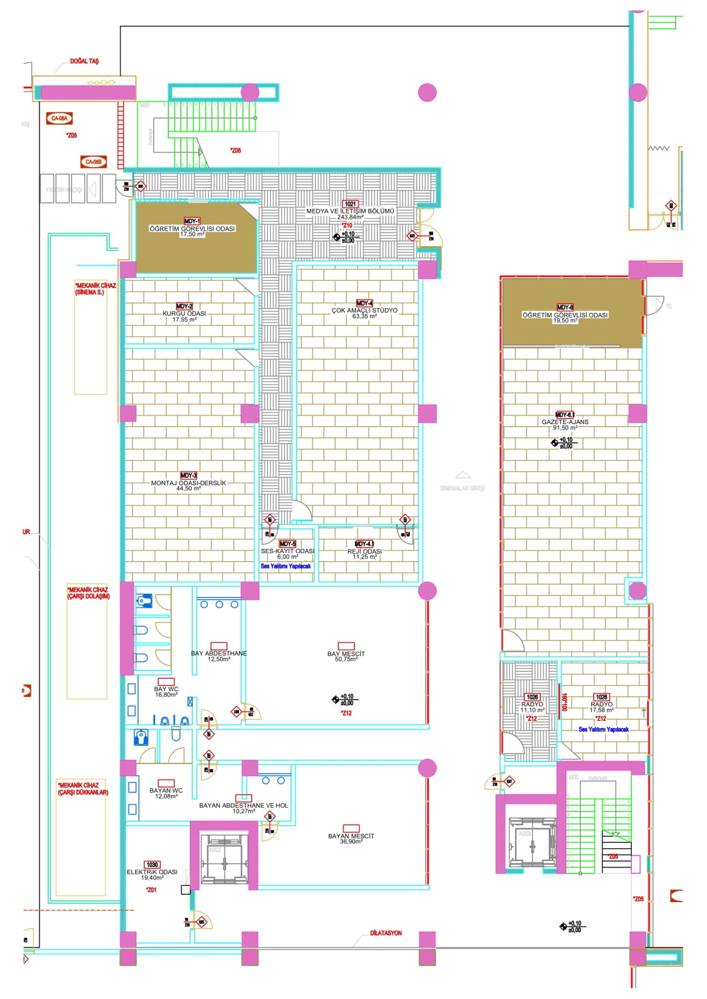 DOĞAL TAŞ
CA-08A
*Z05
CA-08B
YANGIN KAÇIŞI
KIŞ
M03
*Z05
1021
MEDYA VE İLETİŞİM BÖLÜMÜ
243,84m²
*Z10
+0,10
±0,00
MDY-1
ÖĞRETİM GÖREVLİSİ ODASI
17,50 m²
*MEKANİK CİHAZ
(SİNEMA S.)
MDY-2
KURGU ODASI
17.55 m²
MDY-4
ÇOK AMAÇLI STÜDYO
63,35 m²
MDY-6
ÖĞRETİM GÖREVLİSİ ODASI
19,50 m²
TE
MDY-6.1
GAZETE-AJANS
91,50 m²
+0,10
±0,00
MDY-3
MONTAJ ODASI-DERSLİK
44,50 m²
SİNEMALAR GİRİŞİ
UR
MDY-5
SES-KAYIT ODASI
6,00 m²
Ses Yalıtımı Yapılacak
MDY-4.1
REJİ ODASI
11,25 m²
*MEKANİK CİHAZ
(ÇARŞI DOLAŞIM)
BAY ABDESTHANE
12,50m²
BAY MESCİT
50,75m²
BAY WC
16,80m²
+0,10
±0,00
*Z12
1026
RADYO
11,10 m²
*Z12
160*100
1026
RADYO
17,58 m²
*Z12
Ses Yalıtımı Yapılacak
*MEKANİK CİHAZ
(ÇARŞI DÜKKANLAR)
BAYAN WC
12,08m²
BAYAN ABDESTHANE VE HOL
10,27m²
BAYAN MESCİT
36,90m²
M02
AS02
AS03
1030
ELEKTRİK ODASI
19,40m²
*Z01
*Z05
*Z05
+0,10
±0,00
DİLATASYON